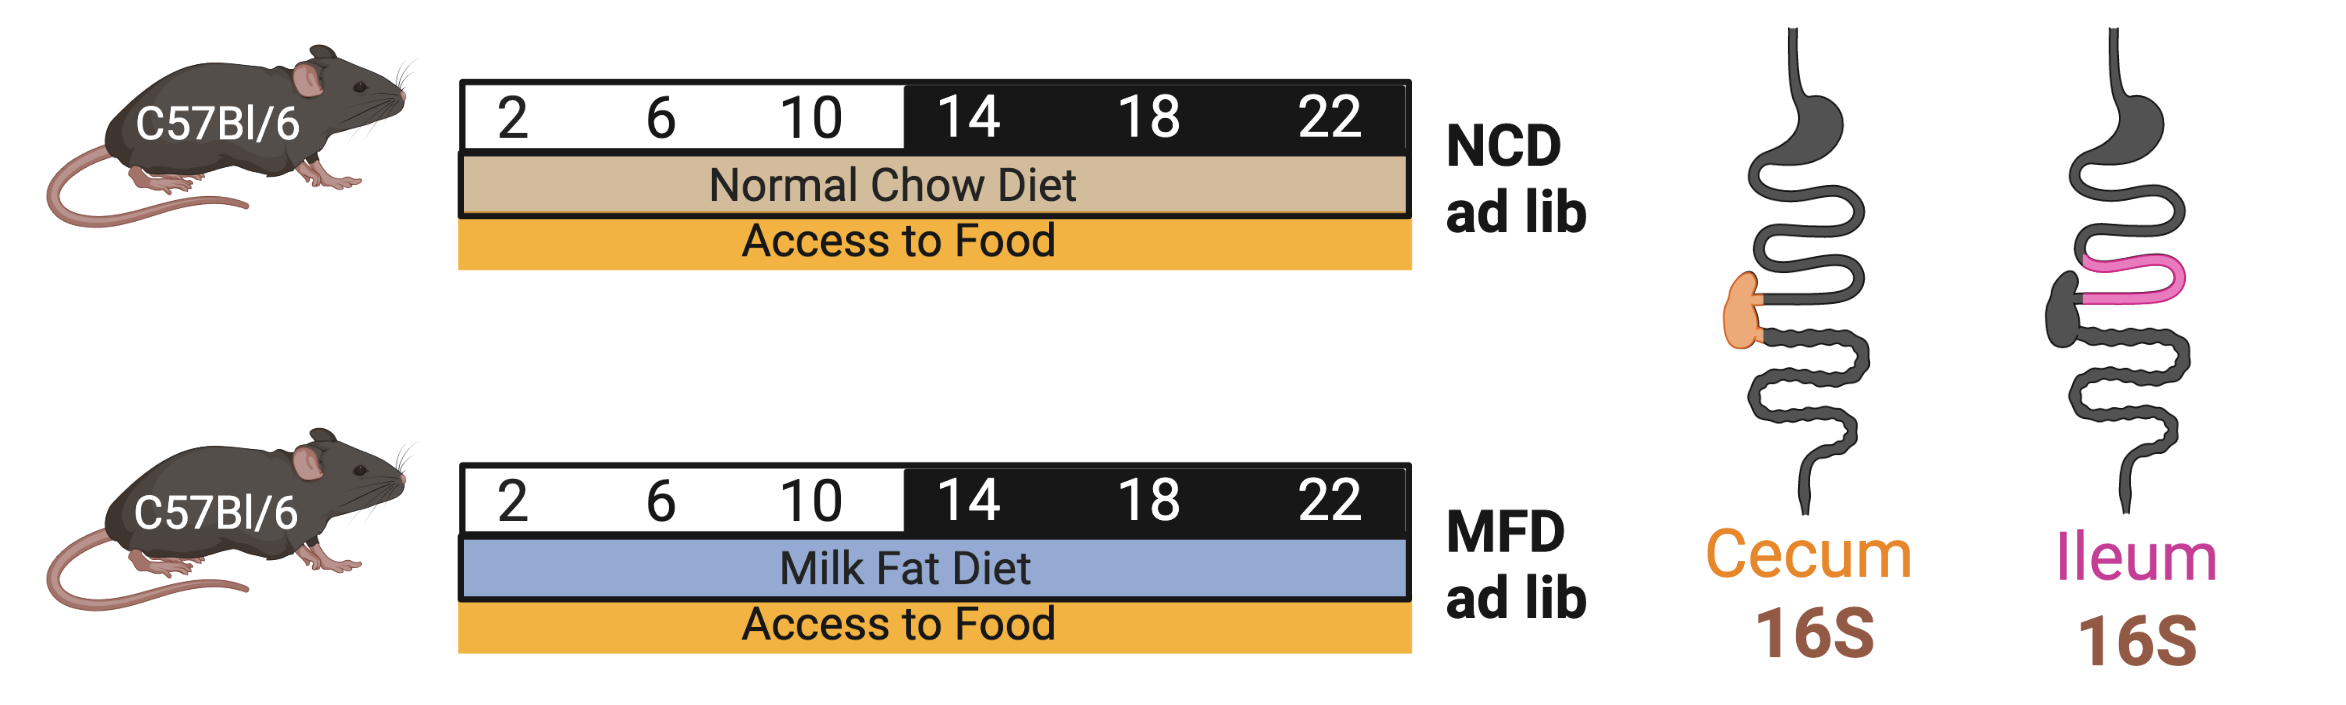 C57Bl/6
2 6 10 14 18 22
Normal Chow Diet
Access to Food
NCD
ad lib
C57Bl/6
2 6 10 14 18 22
Milk Fat Diet
Access to Food
MFD
ad lib
Cecum
16S
Ileum
16S